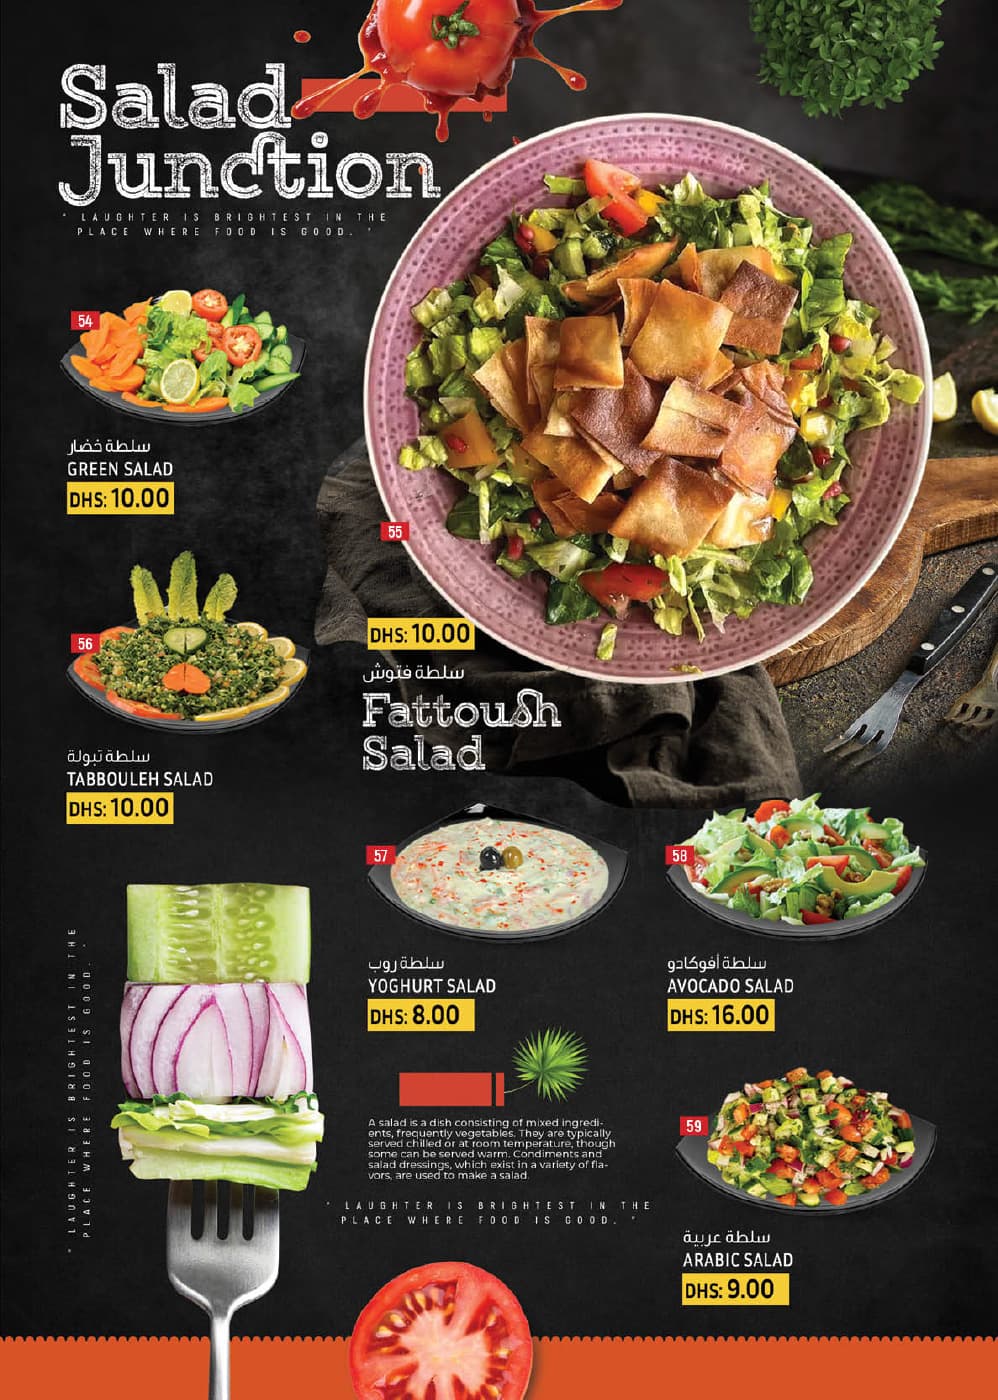 Salad
Junction
" LAUGHTER IS BRIGHTEST IN THE
PLACE WHERE FOOD IS GOOD. "
54
سلطة خضار
GREEN SALAD
DHS: 10.00
55
DHS: 10.00
سلطة فتوش
Fattoush
Salad
56
سلطة تبولة
TABBOULEH SALAD
DHS: 10.00
57
سلطة روب
YOGHURT SALAD
DHS: 8.00
58
سلطة أفوكادو
AVOCADO SALAD
DHS: 16.00
" LAUGHTER IS BRIGHTEST IN THE
PLACE WHERE FOOD IS GOOD. "
A salad is a dish consisting of mixed ingredi-
ents, frequently vegetables. They are typically
served chilled or at room temperature, though
some can be served warm. Condiments and
salad dressings, which exist in a variety of fla-
vors, are used to make a salad.
" LAUGHTER IS BRIGHTEST IN THE
PLACE WHERE FOOD IS GOOD. "
59
سلطة عربية
ARABIC SALAD
DHS: 9.00